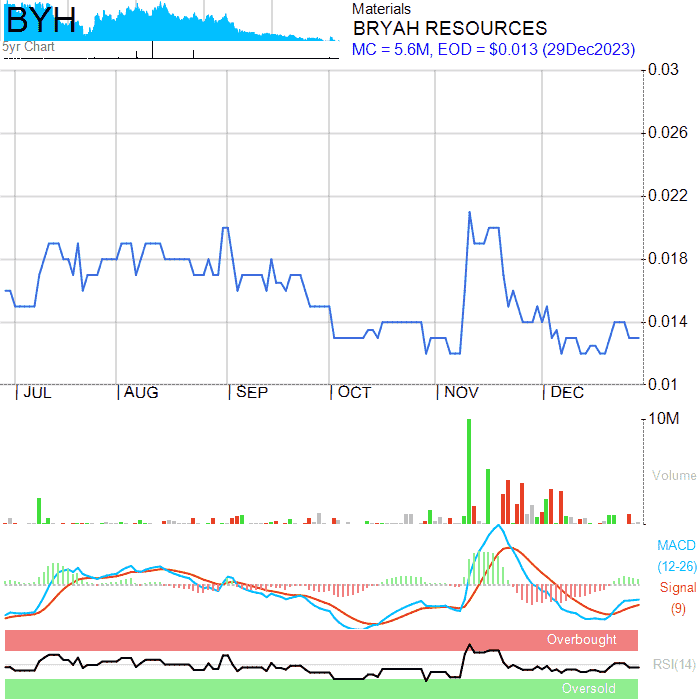 BYH
5yr Chart
Materials
BRYAH RESOURCES
MC = 5.6M, EOD = $0.013 (29Dec2023)
0.03
0.026
0.022
0.018
0.014
0.01
JUL AUG SEP OCT NOV DEC
10M
Volume
MACD
(12-26)
Signal
(9)
Overbought
RSI(14)
Oversold